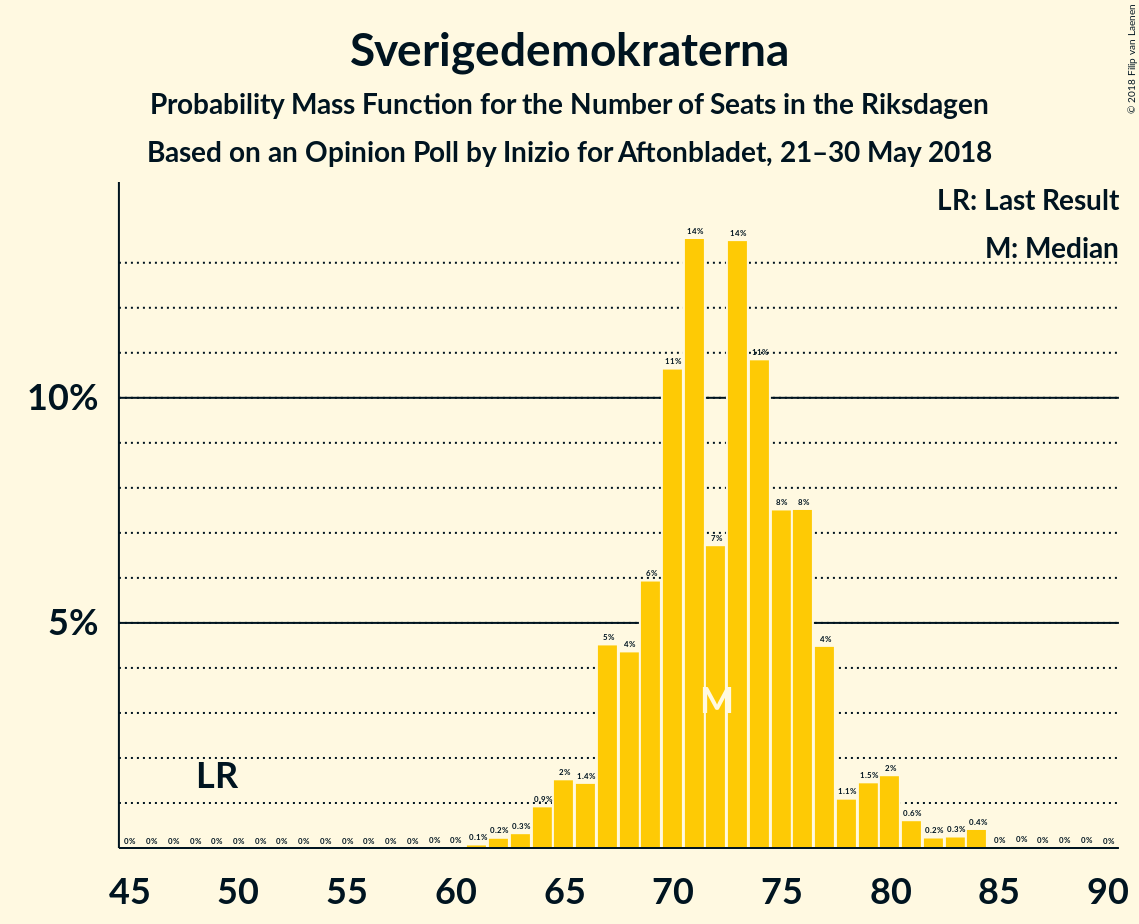 Sverigedemokraterna
Probability Mass Function for the Number of Seats in the Riksdagen
Based on an Opinion Poll by Inizio for Aftonbladet, 21–30 May 2018
© 2018 Filip van Laenen
LR: Last Result
M: Median
10%
5%
LR
M
0% 0% 0% 0% 0% 0% 0% 0% 0% 0% 0% 0% 0% 0% 0% 0% 0.1% 0.2% 0.3% 0.9% 2% 1.4% 5% 4% 6% 11% 14% 7% 14% 11% 8% 8% 4% 1.1% 1.5% 2% 0.6% 0.2% 0.3% 0.4% 0% 0% 0% 0% 0% 0%
45 50 55 60 65 70 75 80 85 90